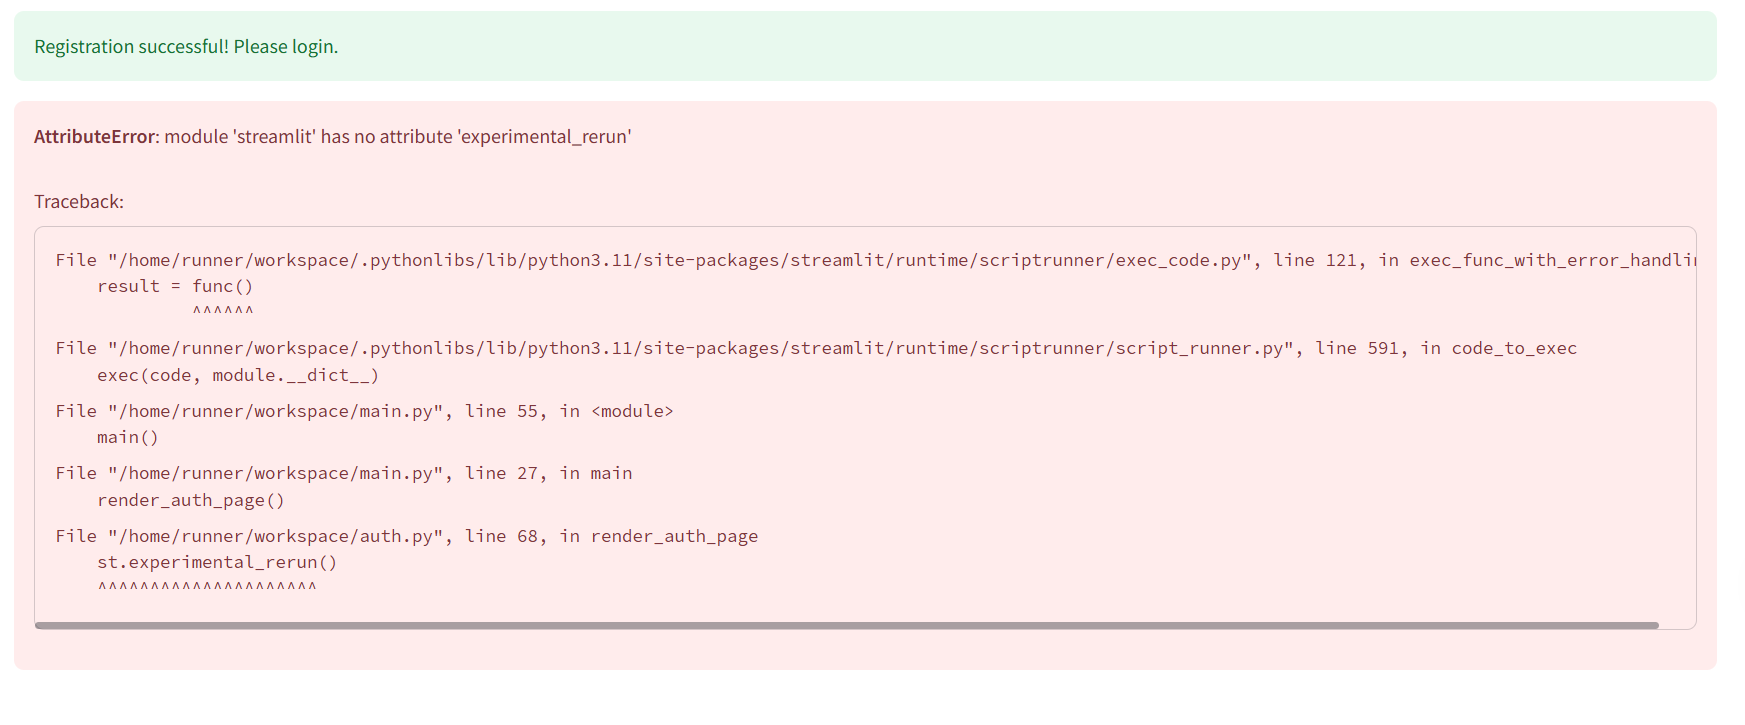 Registration successful! Please login.
AttributeError: module 'streamlit' has no attribute 'experimental_rerun'
Traceback:
File "/home/runner/workspace/.pythonlibs/lib/python3.11/site-packages/streamlit/runtime/scriptrunner/exec_code.py", line 121, in exec_func_with_error_handlin
    result = func()
             ^^^^^^
File "/home/runner/workspace/.pythonlibs/lib/python3.11/site-packages/streamlit/runtime/scriptrunner/script_runner.py", line 591, in code_to_exec
    exec(code, module.__dict__)
File "/home/runner/workspace/main.py", line 55, in <module>
    main()
File "/home/runner/workspace/main.py", line 27, in main
    render_auth_page()
File "/home/runner/workspace/auth.py", line 68, in render_auth_page
    st.experimental_rerun()
    ^^^^^^^^^^^^^^^^^^^^^